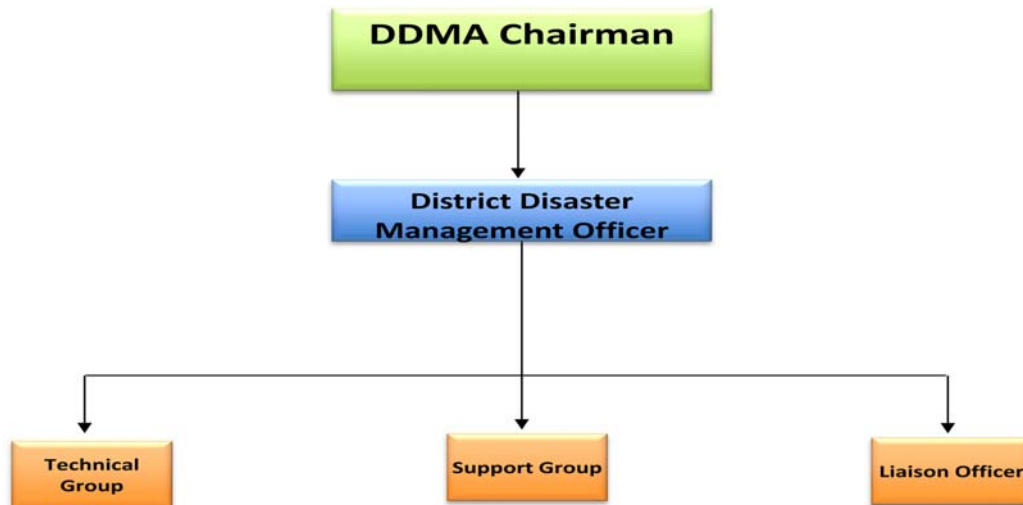 DDMA Chairman
District Disaster
Management Officer
Technical
Group
Support Group
Liaison Officer